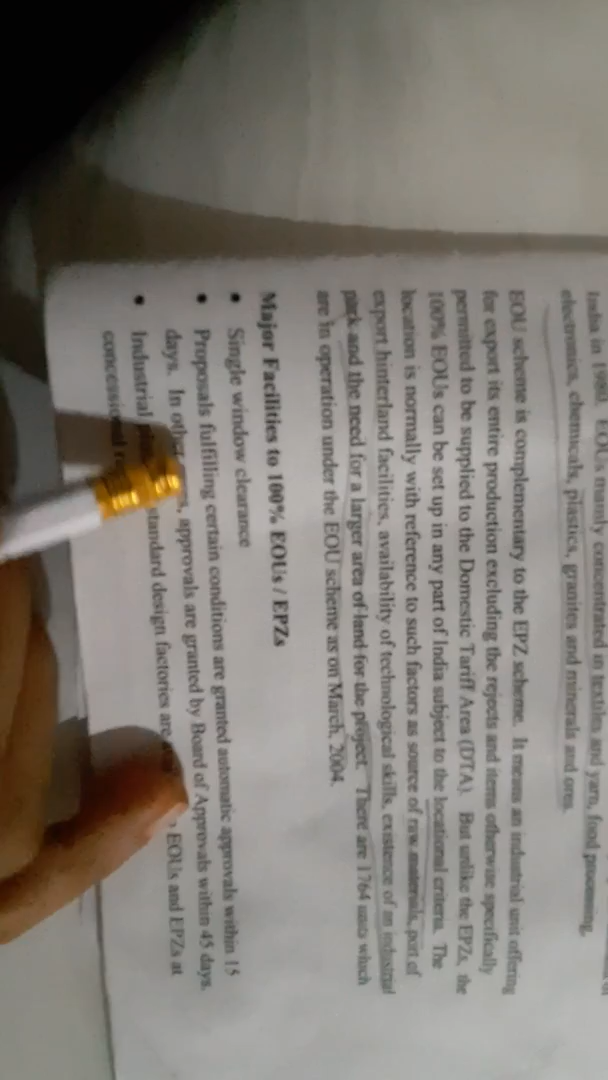 India in 1980. EOUs mainly concentrated in textiles and yarn, food processing,
electronics, chemicals, plastics, granites and minerals and ores.
EOU scheme is complementary to the EPZ scheme. It means an industrial unit offering
for export its entire production excluding the rejects and items otherwise specifically
permitted to be supplied to the Domestic Tariff Area (DTA). But unlike the EPZs, the
100% EOUs can be set up in any part of India subject to the locational criteria. The
location is normally with reference to such factors as source of raw materials, port of
export hinterland facilities, availability of technological skills, existence of an industrial
park and the need for a larger area of land for the project. There are 1764 units which
are in operation under the EOU scheme as on March, 2004.
Major Facilities to 100% EOUs / EPZs
• Single window clearance
• Proposals fulfilling certain conditions are granted automatic approvals within 15
days. In other approvals are granted by Board of Approvals within 45 days.
• Industrial standard design factories are EOUs and EPZs at
concessional